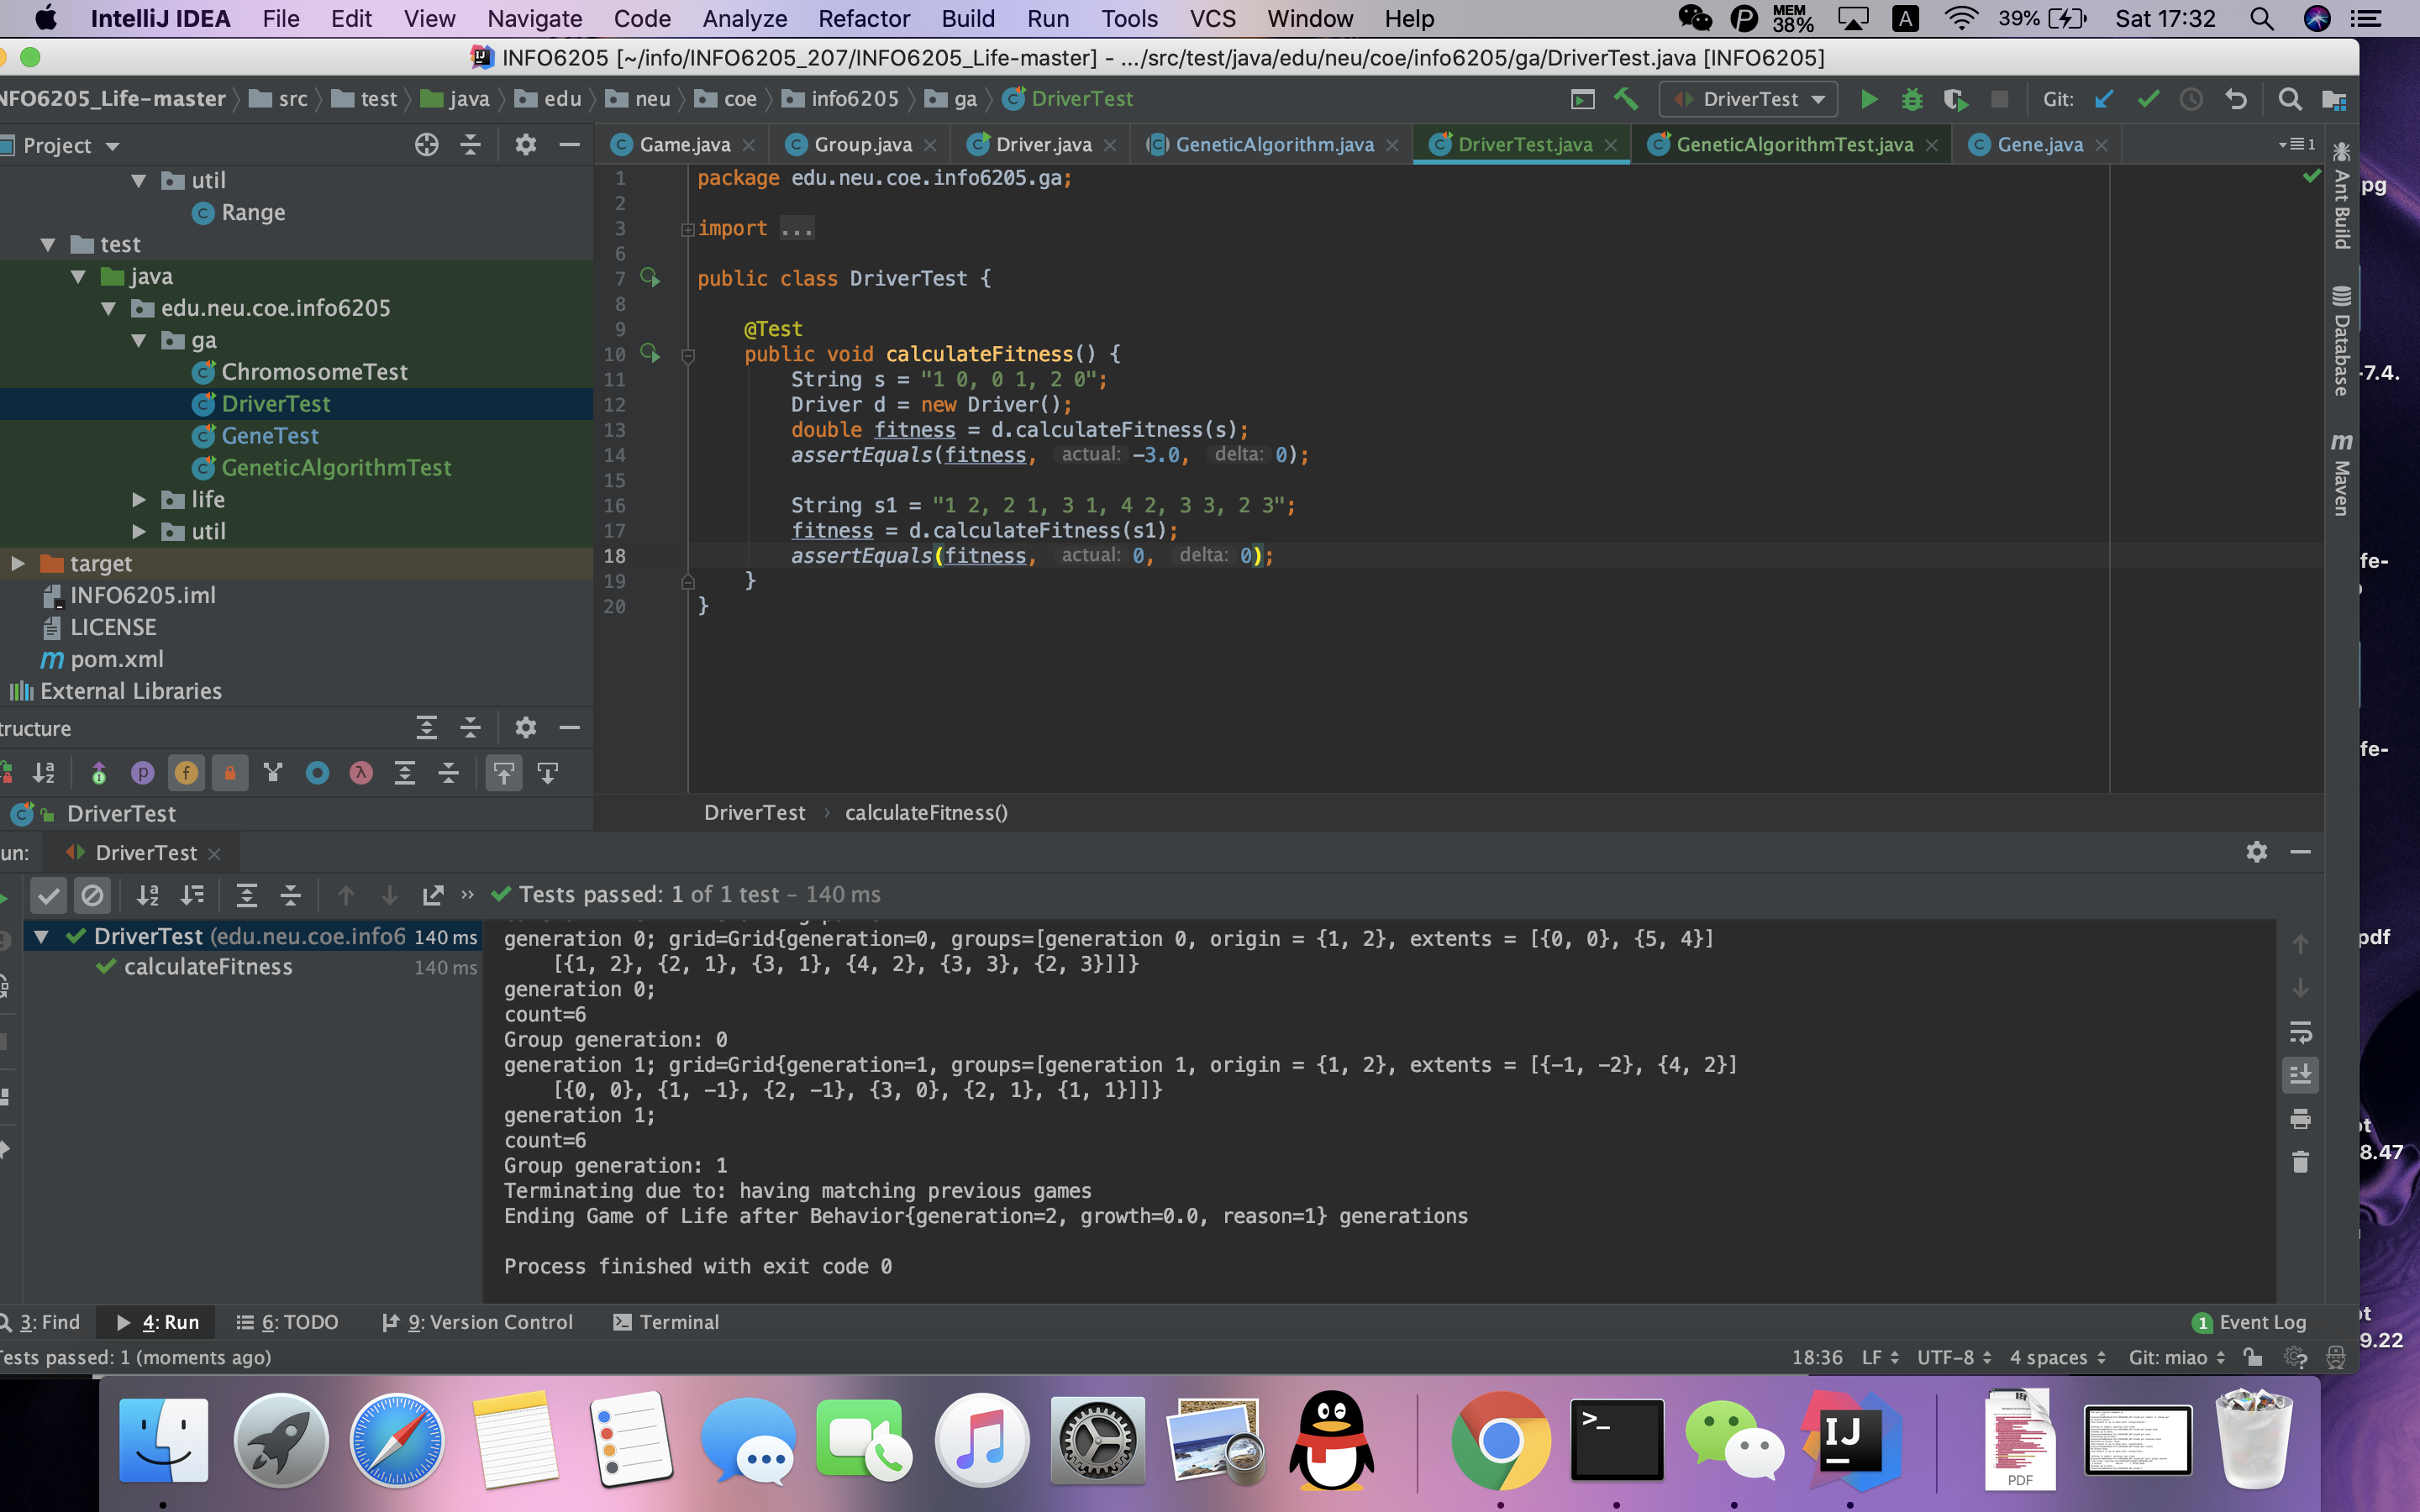 IntelliJ IDEA File Edit View Navigate Code Analyze Refactor Build Run Tools VCS Window Help MEM 38% A 39% Sat 17:32
INFO6205 [~/info/INFO6205_207/INFO6205_Life-master] - .../src/test/java/edu/neu/coe/info6205/ga/DriverTest.java [INFO6205]
NFO6205_Life-master src test java edu neu coe info6205 ga DriverTest DriverTest Git:
Project
Game.java Group.java Driver.java GeneticAlgorithm.java DriverTest.java GeneticAlgorithmTest.java Gene.java 1
util
Range
test
java
edu.neu.coe.info6205
ga
ChromosomeTest
DriverTest
GeneTest
GeneticAlgorithmTest
life
util
target
INFO6205.iml
LICENSE
pom.xml
External Libraries
1 package edu.neu.coe.info6205.ga;
2
3 import ...
6
7 public class DriverTest {
8
9 @Test
10 public void calculateFitness() {
11 String s = "1 0, 0 1, 2 0";
12 Driver d = new Driver();
13 double fitness = d.calculateFitness(s);
14 assertEquals(fitness, actual: -3.0, delta: 0);
15
16 String s1 = "1 2, 2 1, 3 1, 4 2, 3 3, 2 3";
17 fitness = d.calculateFitness(s1);
18 assertEquals(fitness, actual: 0, delta: 0);
19 }
20 }
Ant Build
Database
Maven
tructure
DriverTest
DriverTest › calculateFitness()
un: DriverTest
Tests passed: 1 of 1 test – 140 ms
DriverTest (edu.neu.coe.info6 140 ms
calculateFitness 140 ms
generation 0; grid=Grid{generation=0, groups=[generation 0, origin = {1, 2}, extents = [{0, 0}, {5, 4}]
[{1, 2}, {2, 1}, {3, 1}, {4, 2}, {3, 3}, {2, 3}]]}
generation 0;
count=6
Group generation: 0
generation 1; grid=Grid{generation=1, groups=[generation 1, origin = {1, 2}, extents = [{-1, -2}, {4, 2}]
[{0, 0}, {1, -1}, {2, -1}, {3, 0}, {2, 1}, {1, 1}]]}
generation 1;
count=6
Group generation: 1
Terminating due to: having matching previous games
Ending Game of Life after Behavior{generation=2, growth=0.0, reason=1} generations
Process finished with exit code 0
3: Find 4: Run 6: TODO 9: Version Control Terminal 1 Event Log
ests passed: 1 (moments ago) 18:36 LF UTF-8 4 spaces Git: miao
pg
-7.4.
fe-
fe-
pdf
ot
8.47
ot
9.22
IJ
PDF